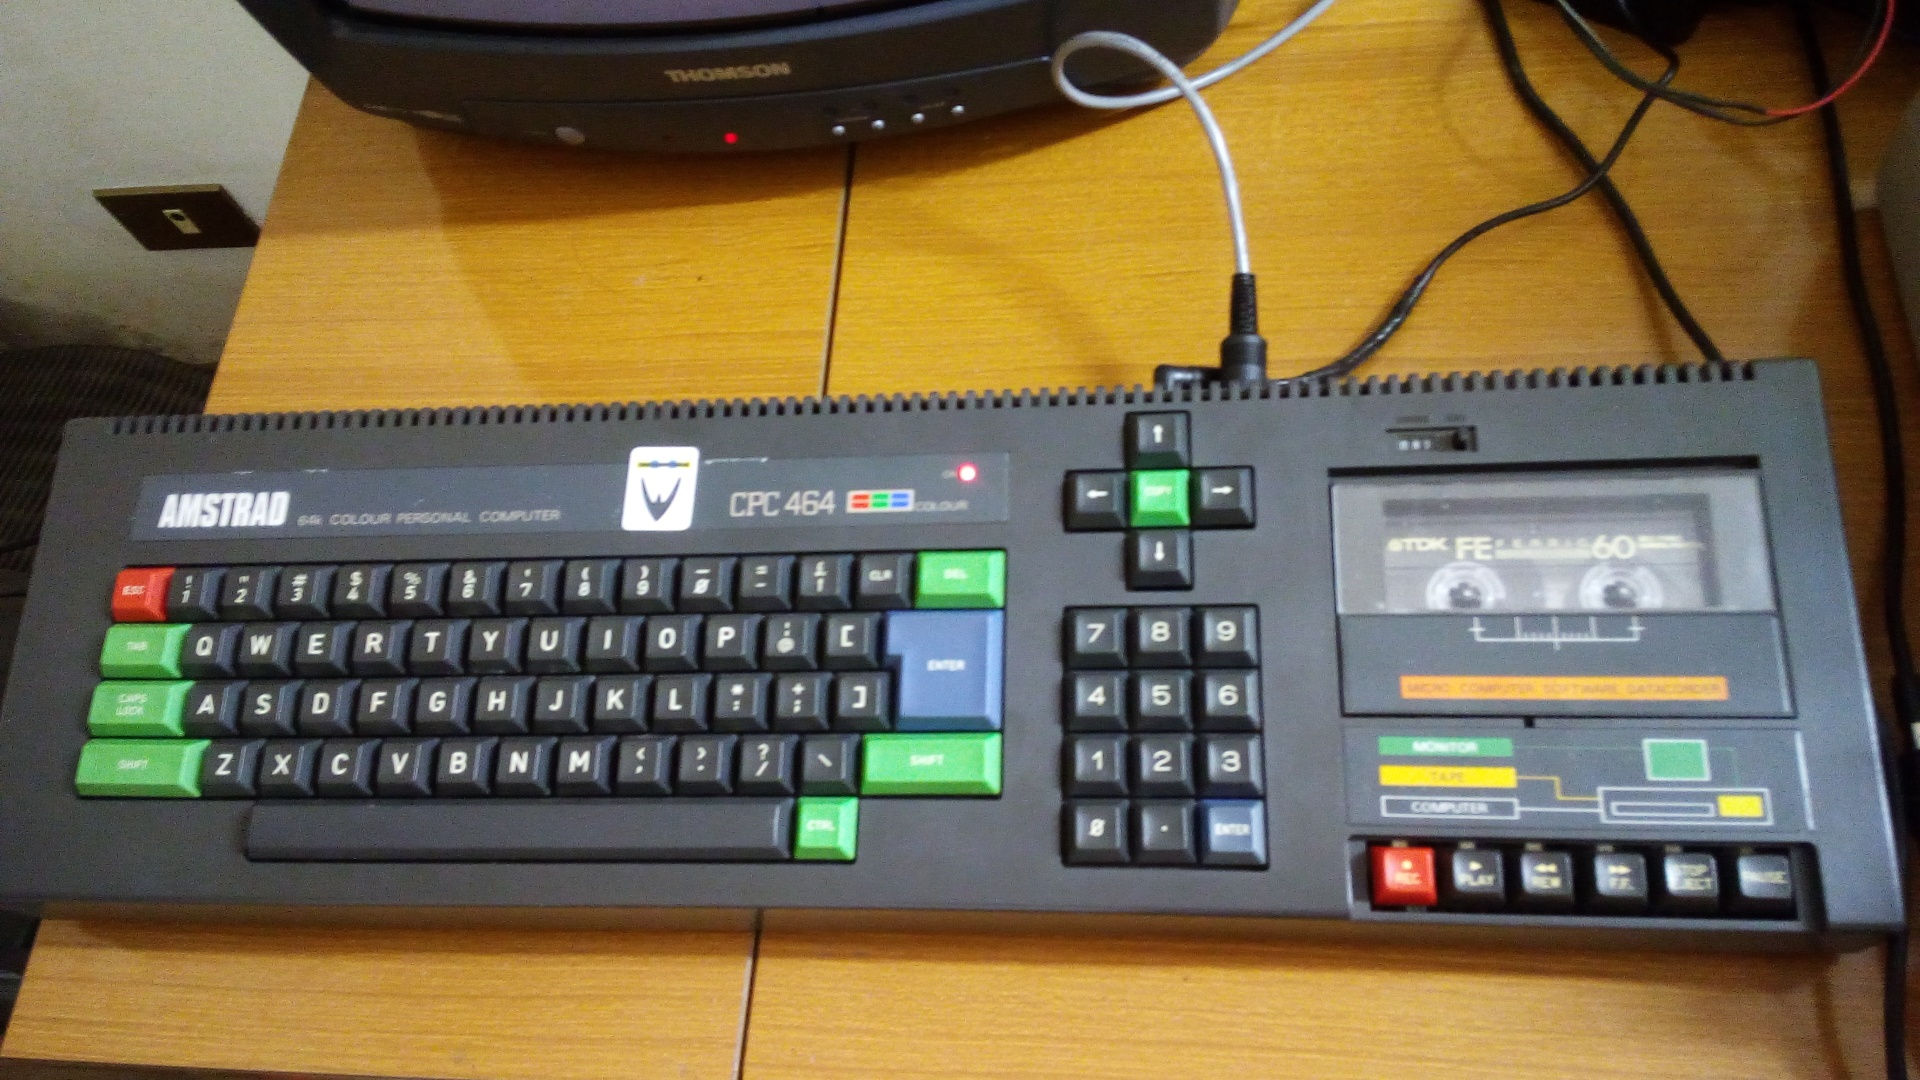 THOMSON
AMSTRAD 64k COLOUR PERSONAL COMPUTER
CPC 464 COLOUR
ON
ESC ! 1 " 2 # 3 $ 4 % 5 & 6 ' 7 ( 8 ) 9 _ 0 = - £ ↑ CLR DEL
TAB Q W E R T Y U I O P ¦ @ [ ENTER
CAPS LOCK A S D F G H J K L * : + ; ]
SHIFT Z X C V B N M < , > . ? / \ SHIFT
CTRL
↑
← COPY →
↓
7 8 9
4 5 6
1 2 3
0 . ENTER
TDK FE FERRIC 60
MICRO COMPUTER SOFTWARE DATACORDER
MONITOR
TAPE
COMPUTER
REC PLAY REW F.F. STOP EJECT PAUSE